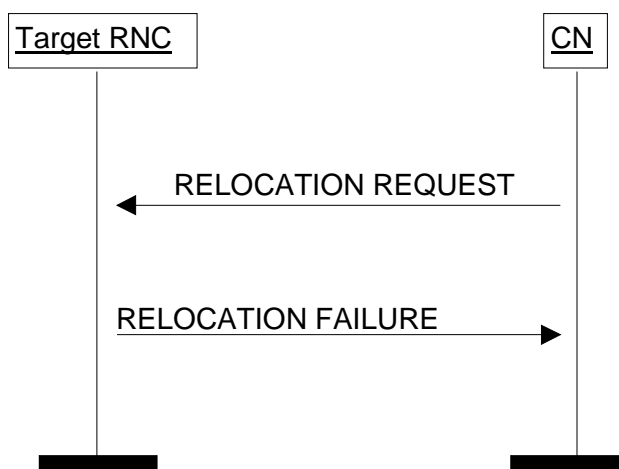 Target RNC
CN
RELOCATION REQUEST
RELOCATION FAILURE